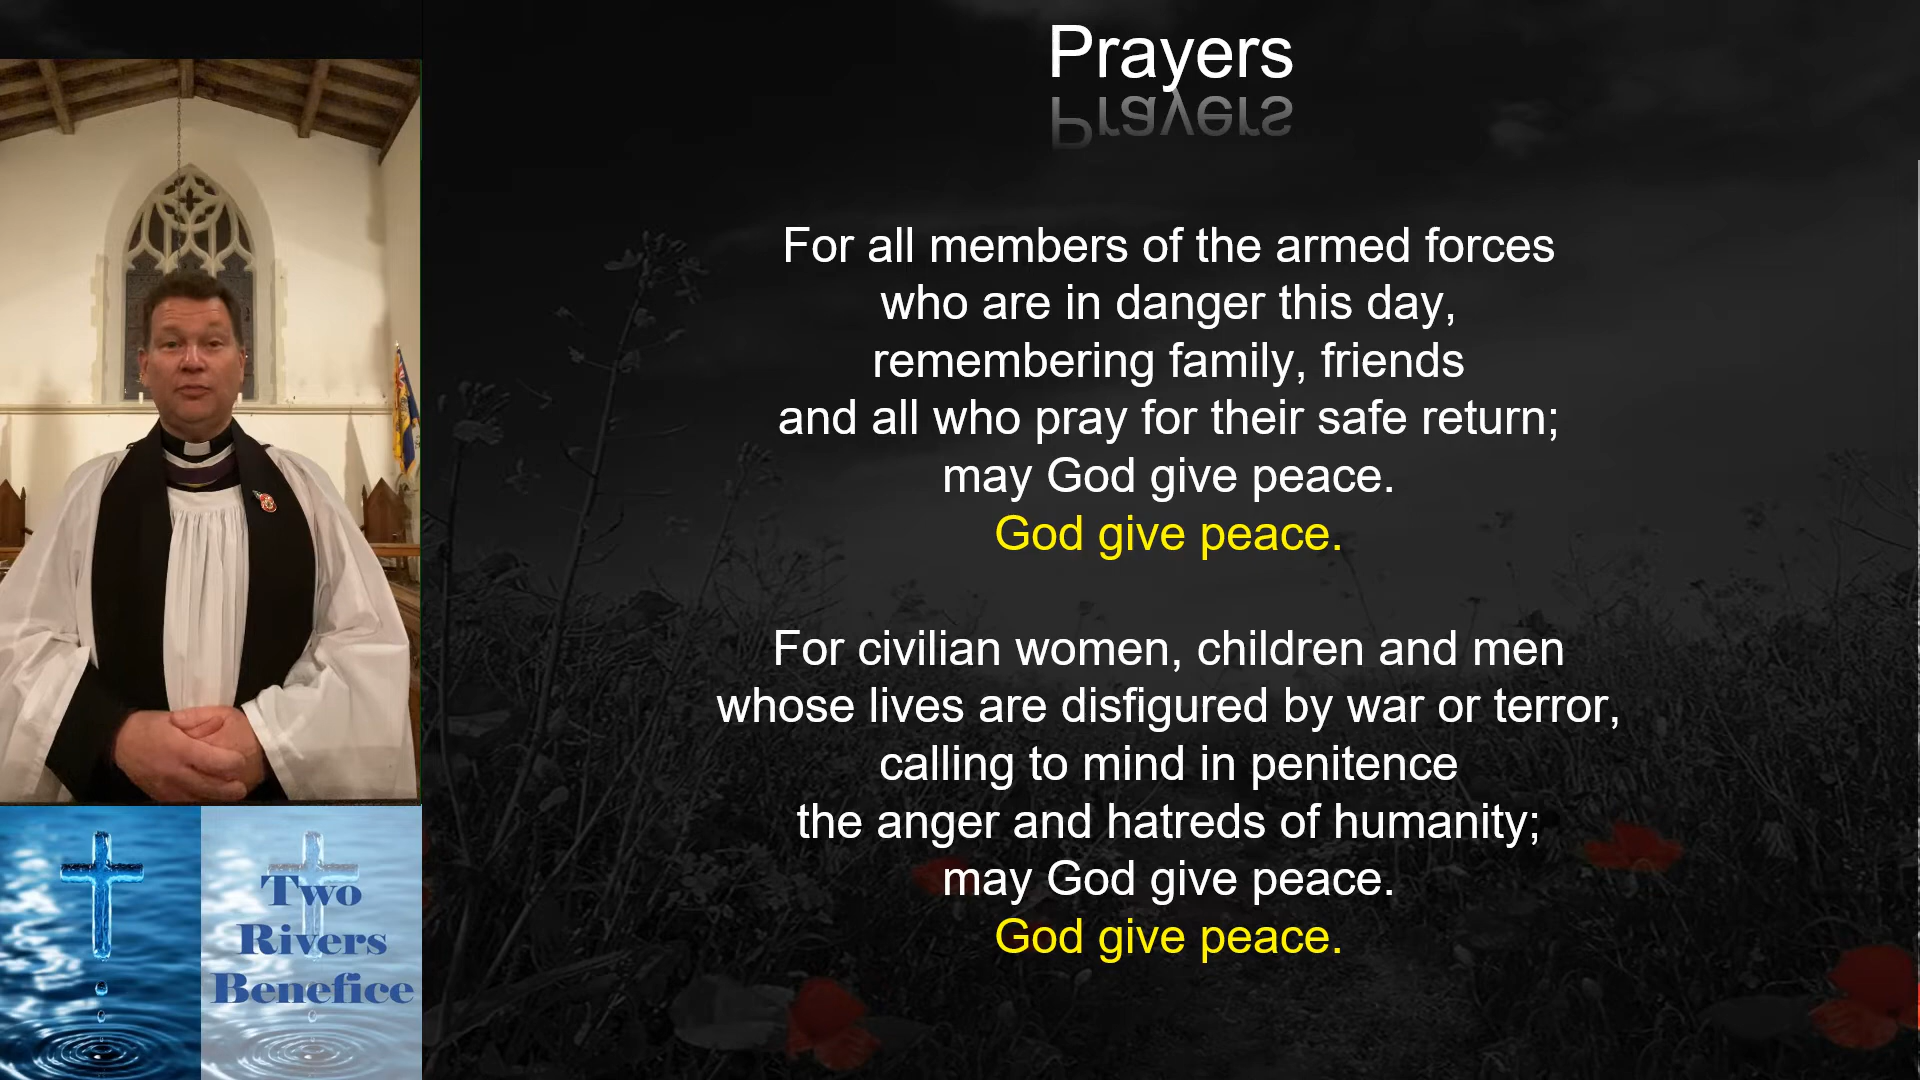 Prayers
For all members of the armed forces
who are in danger this day,
remembering family, friends
and all who pray for their safe return;
may God give peace.
God give peace.
For civilian women, children and men
whose lives are disfigured by war or terror,
calling to mind in penitence
the anger and hatreds of humanity;
may God give peace.
God give peace.
Two
Rivers
Benefice